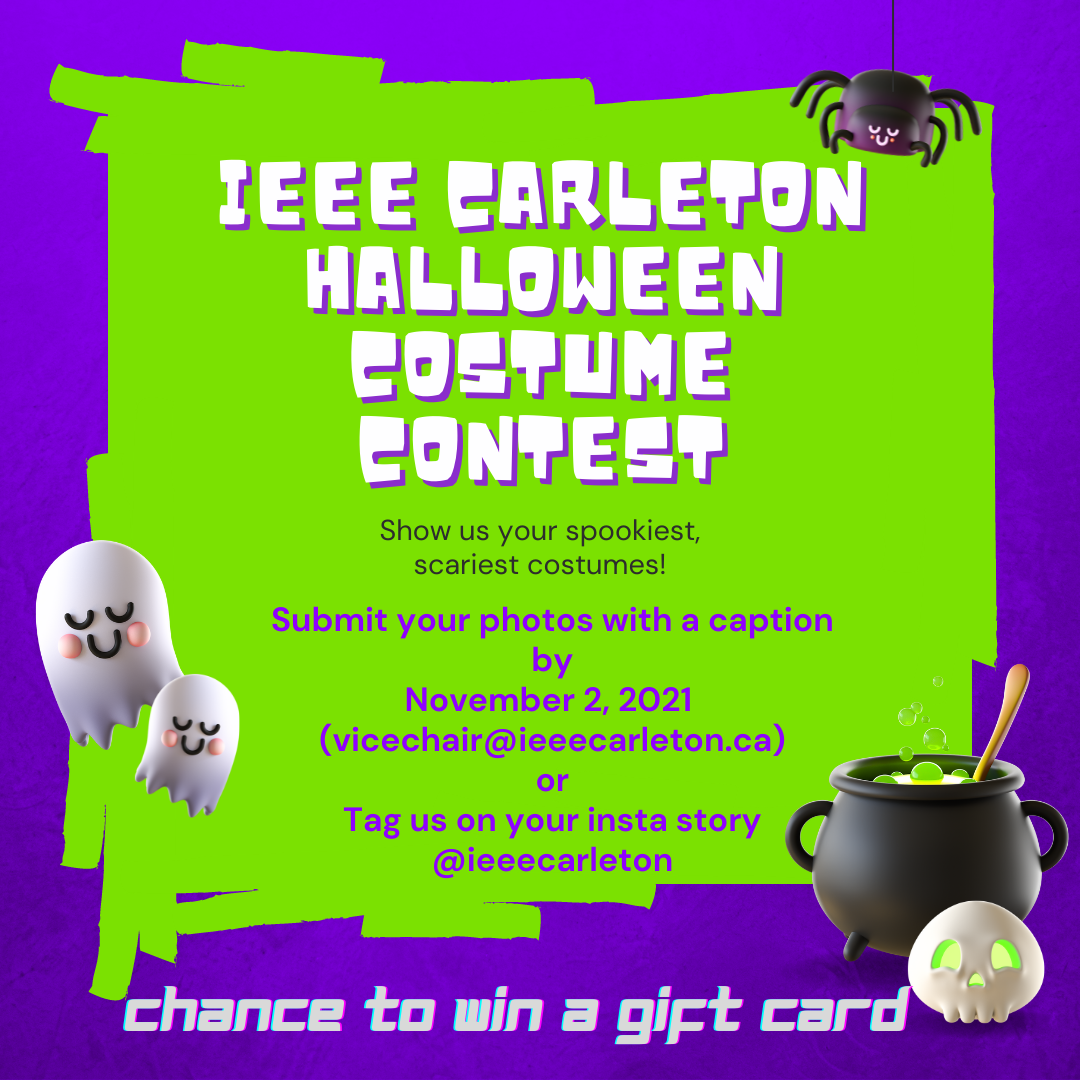 IEEE CARLETON
HALLOWEEN
COSTUME
CONTEST
Show us your spookiest,
scariest costumes!
Submit your photos with a caption
by
November 2, 2021
(vicechair@ieeecarleton.ca)
or
Tag us on your insta story
@ieeecarleton
chance to win a gift card